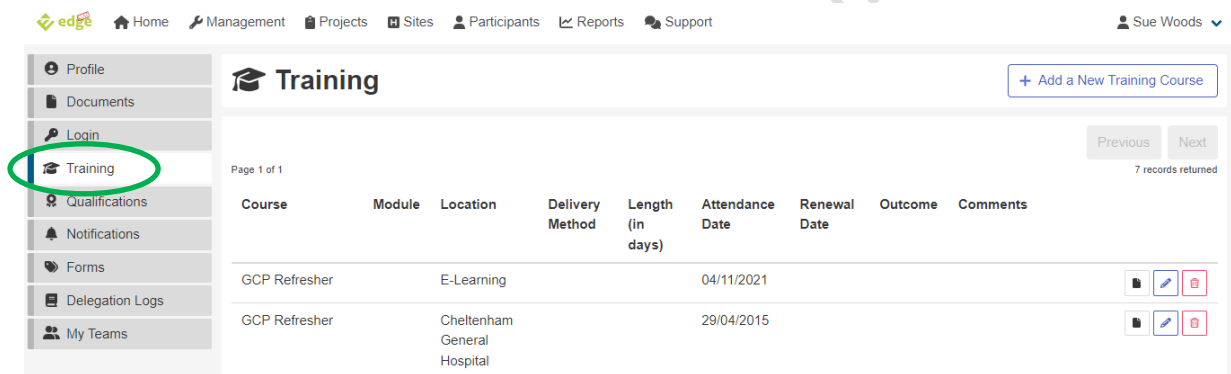 edge Home Management Projects Sites Participants Reports Support Sue Woods
Profile
Documents
Login
Training
Qualifications
Notifications
Forms
Delegation Logs
My Teams
Training
+ Add a New Training Course
Previous Next
Page 1 of 1 7 records returned
Course Module Location Delivery Method Length (in days) Attendance Date Renewal Date Outcome Comments
GCP Refresher E-Learning 04/11/2021
GCP Refresher Cheltenham General Hospital 29/04/2015